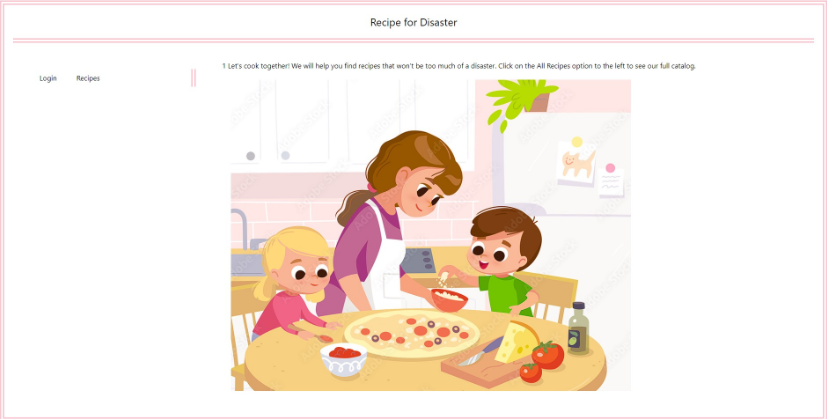 Recipe for Disaster
Login Recipes
1 Let's cook together! We will help you find recipes that won't be too much of a disaster. Click on the All Recipes option to the left to see our full catalog.